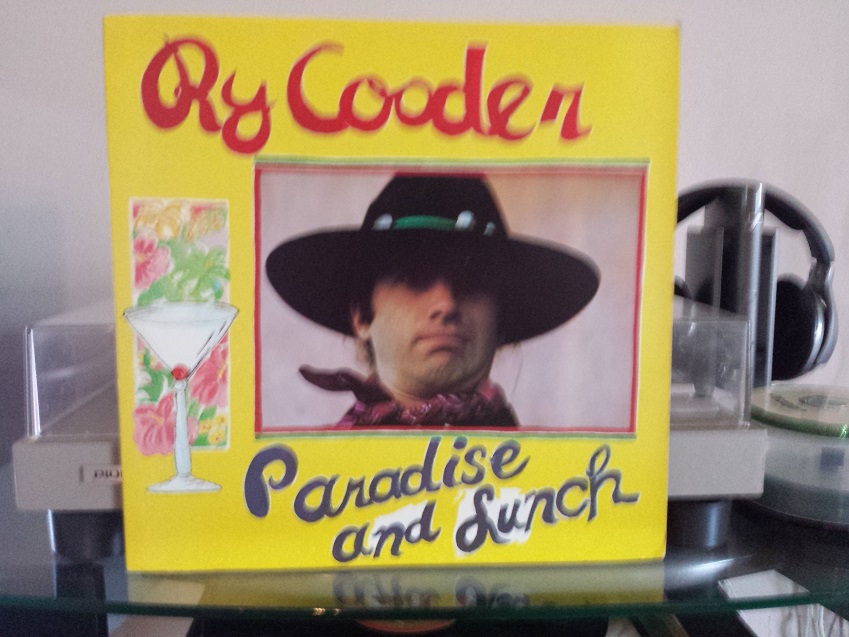 Ry Cooder
Paradise
and Lunch